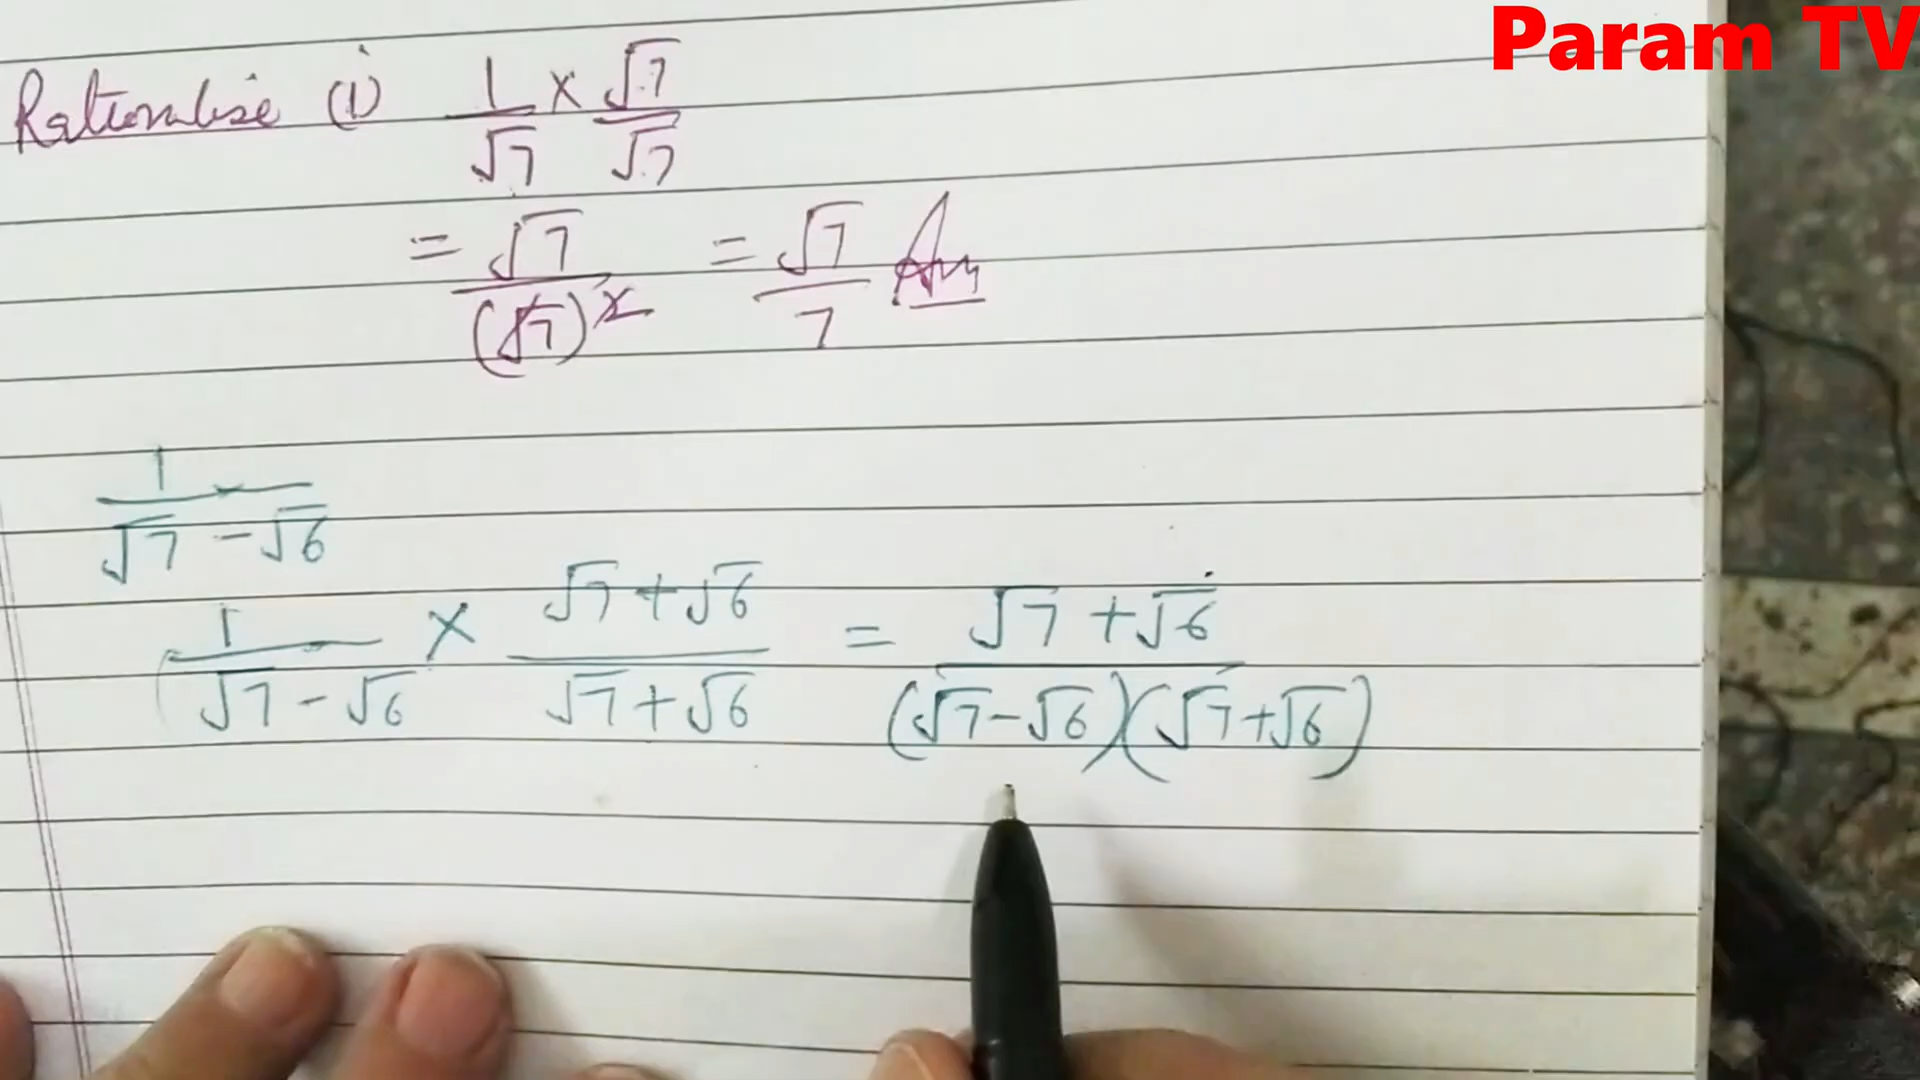 Param TV
Rationalise (i) 1/√7 × √7/√7
= √7/(√7)² = √7/7 Ans
1/(√7 - √6)
1/(√7 - √6) × (√7 + √6)/(√7 + √6) = (√7 + √6)/((√7 - √6)(√7 + √6))